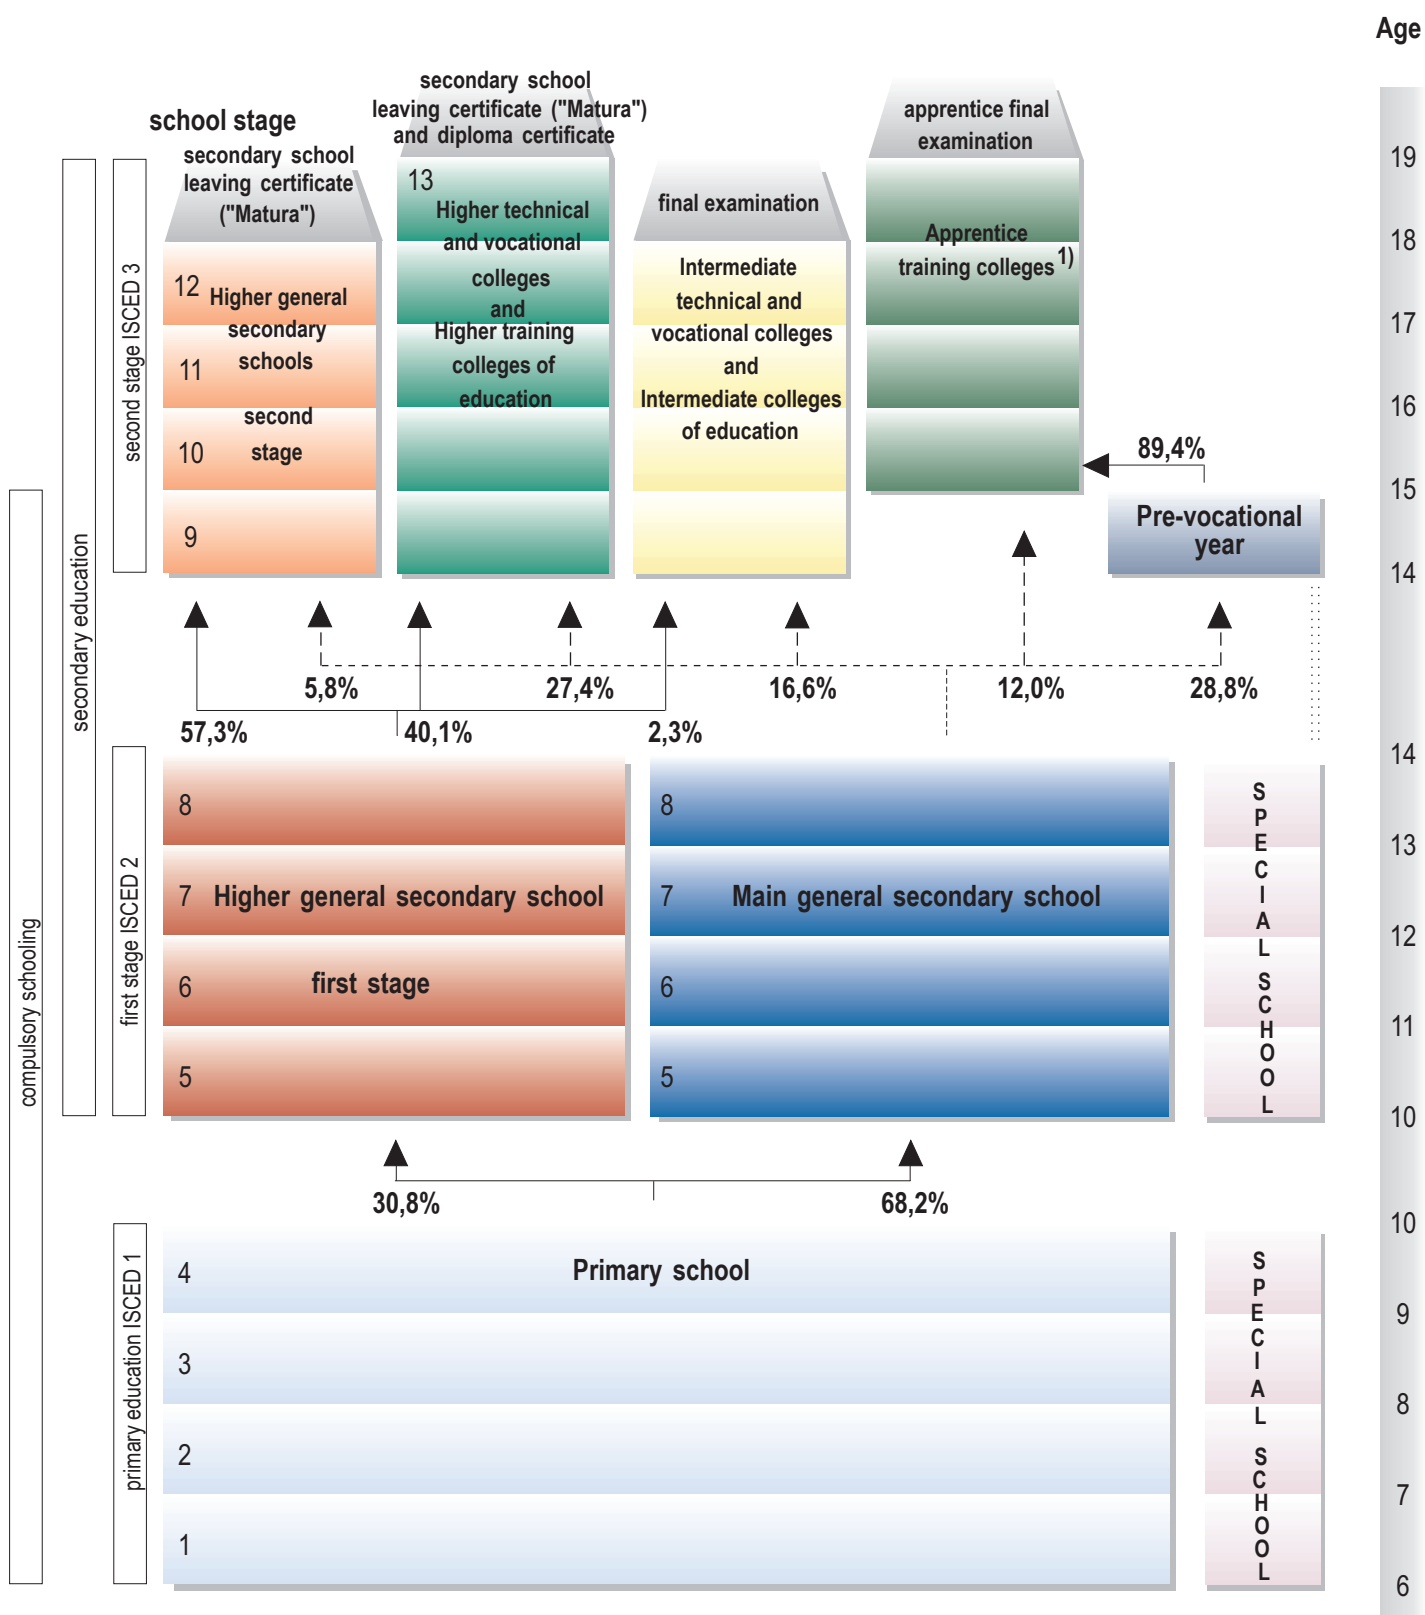 Age
school stage
secondary school
leaving certificate
("Matura")
secondary school
leaving certificate ("Matura")
and diploma certificate
final examination
apprentice final
examination
12
11
10
9
Higher general
secondary
schools
second
stage
13
Higher technical
and vocational
colleges
and
Higher training
colleges of
education
Intermediate
technical and
vocational colleges
and
Intermediate colleges
of education
Apprentice
training colleges 1)
89,4%
Pre-vocational
year
5,8%
27,4%
16,6%
12,0%
28,8%
57,3%
40,1%
2,3%
8
7
6
5
Higher general secondary school
first stage
8
7
6
5
Main general secondary school
SPECIAL SCHOOL
30,8%
68,2%
4
3
2
1
Primary school
SPECIAL SCHOOL
compulsory schooling
secondary education
second stage ISCED 3
first stage ISCED 2
primary education ISCED 1
19
18
17
16
15
14
14
13
12
11
10
10
9
8
7
6